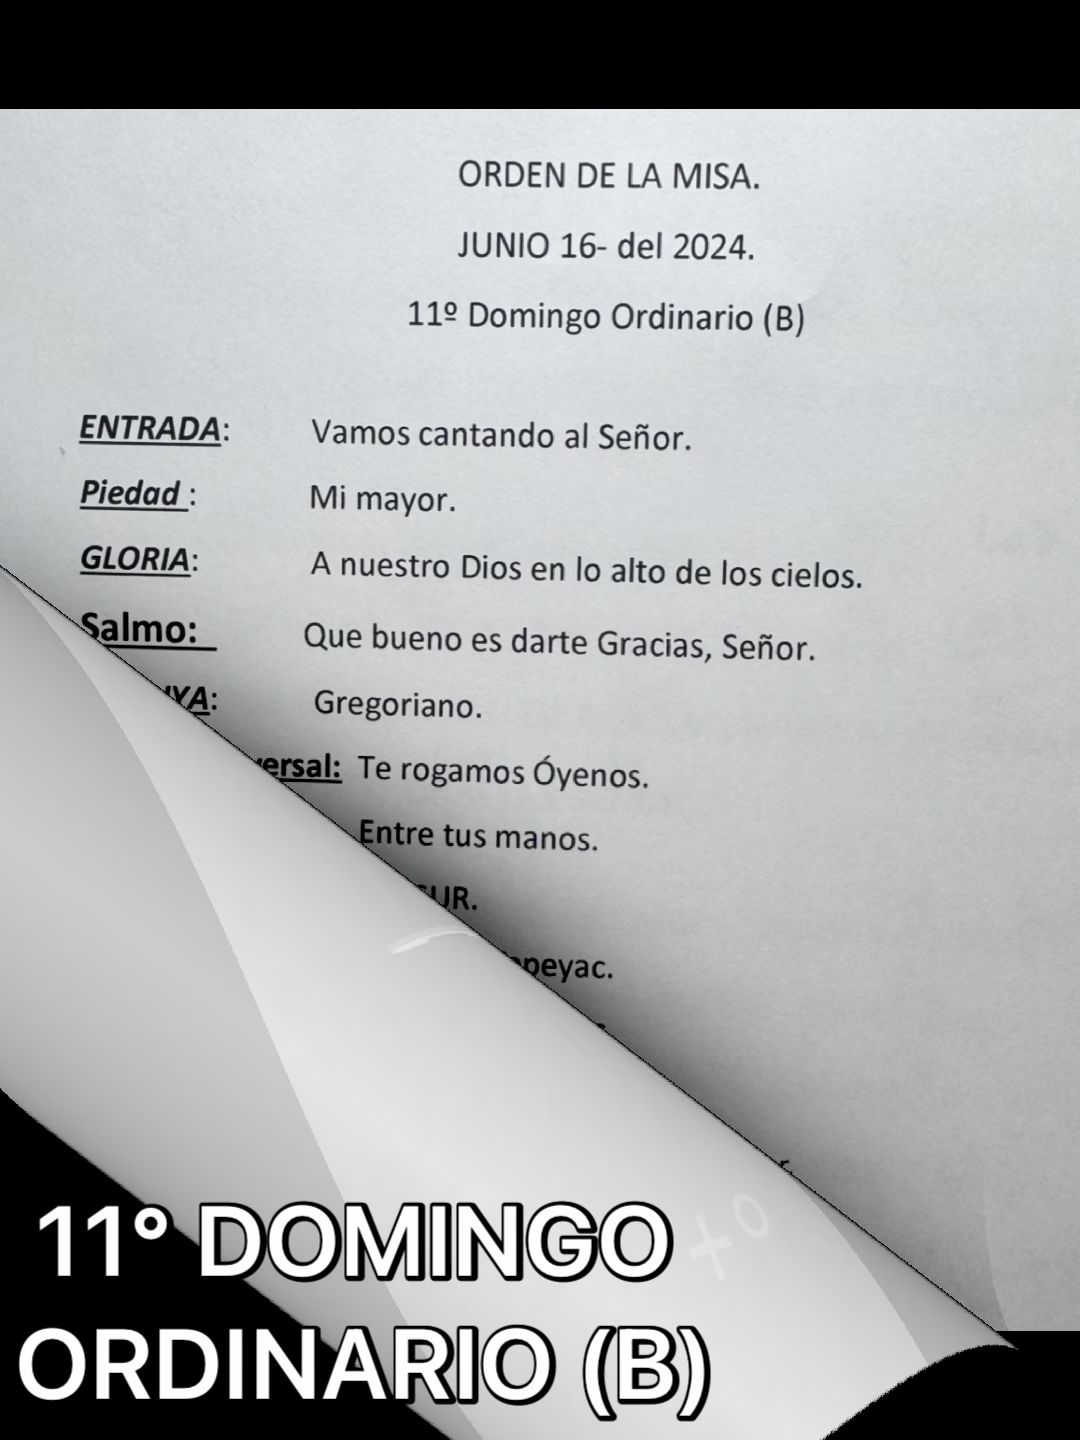 ORDEN DE LA MISA.
JUNIO 16- del 2024.
11º Domingo Ordinario (B)
ENTRADA: Vamos cantando al Señor.
Piedad : Mi mayor.
GLORIA: A nuestro Dios en lo alto de los cielos.
Salmo: Que bueno es darte Gracias, Señor.
Gregoriano.
Te rogamos Óyenos.
Entre tus manos.
11° DOMINGO
ORDINARIO (B)